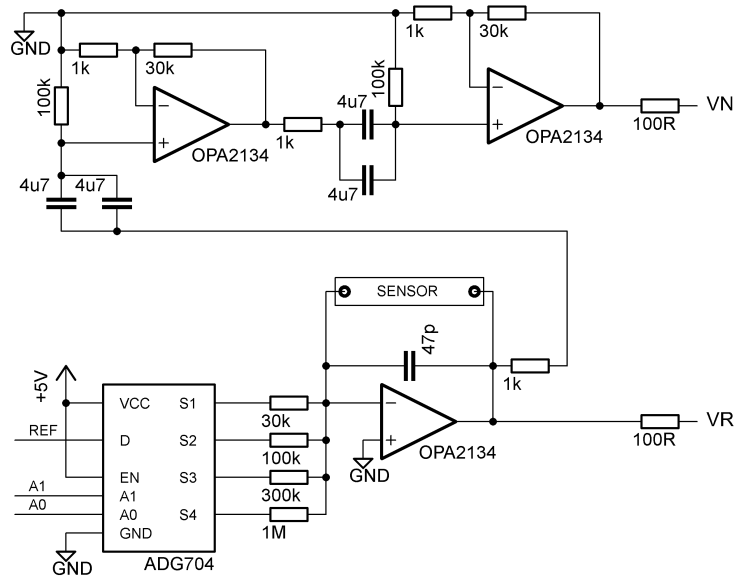 GND
1k
30k
100k
4u7
4u7
OPA2134
1k
4u7
4u7
100k
1k
30k
OPA2134
100R
VN
SENSOR
47p
1k
+5V
REF
A1
A0
GND
VCC
D
EN
A1
A0
GND
S1
S2
S3
S4
ADG704
30k
100k
300k
1M
GND
OPA2134
100R
VR